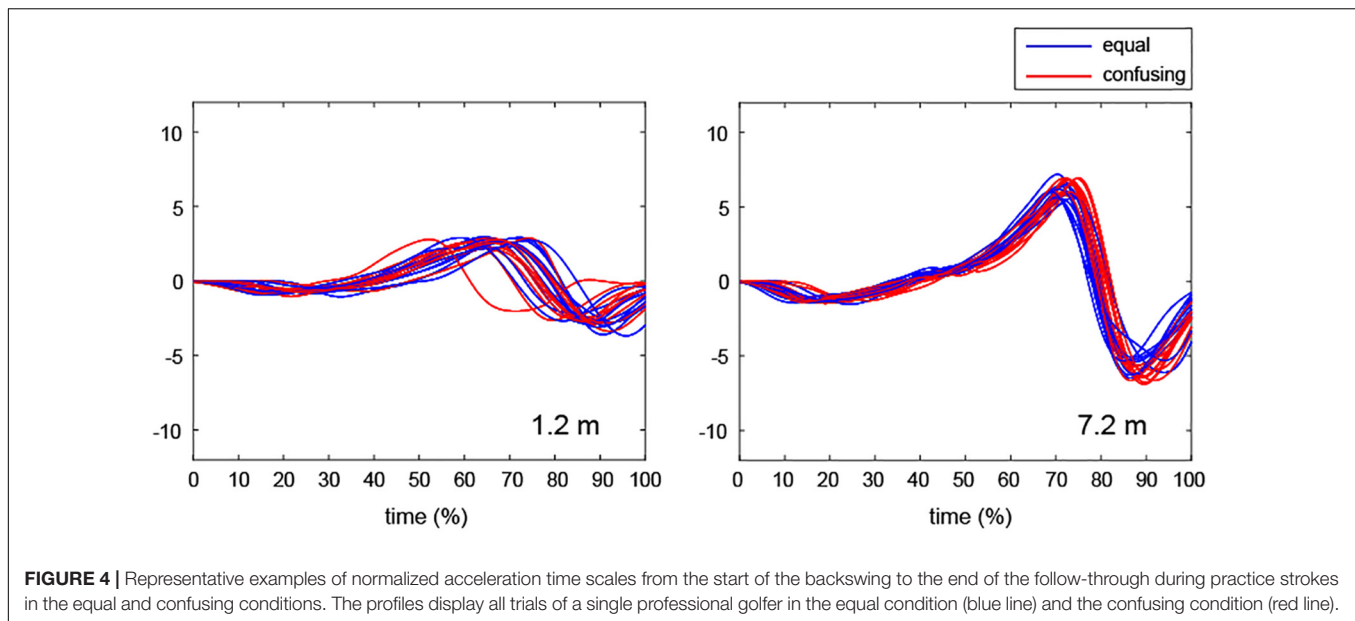 equal
confusing
10
5
0
-5
-10
1.2 m
0 10 20 30 40 50 60 70 80 90 100
time (%)
10
5
0
-5
-10
7.2 m
0 10 20 30 40 50 60 70 80 90 100
time (%)
FIGURE 4 | Representative examples of normalized acceleration time scales from the start of the backswing to the end of the follow-through during practice strokes
in the equal and confusing conditions. The profiles display all trials of a single professional golfer in the equal condition (blue line) and the confusing condition (red line).